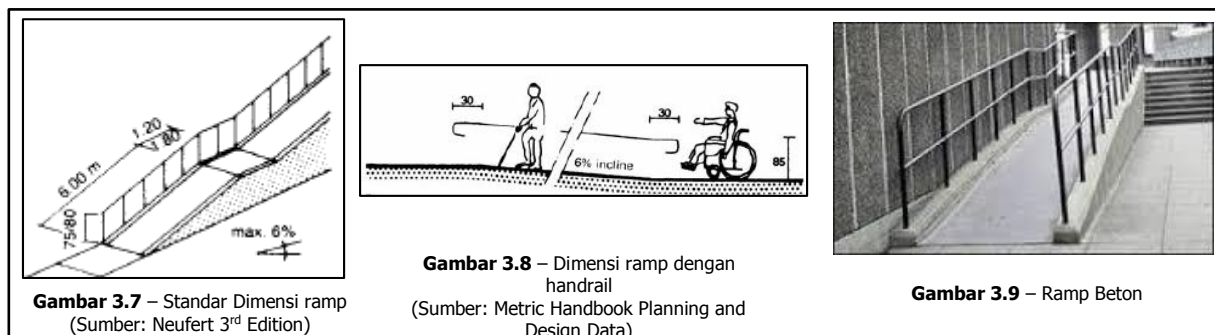 6.00 m
1.20
1.80
75/80
max. 6%
Gambar 3.7 – Standar Dimensi ramp
(Sumber: Neufert 3rd Edition)
30
30
6% incline
85
Gambar 3.8 – Dimensi ramp dengan
handrail
(Sumber: Metric Handbook Planning and
Design Data)
Gambar 3.9 – Ramp Beton